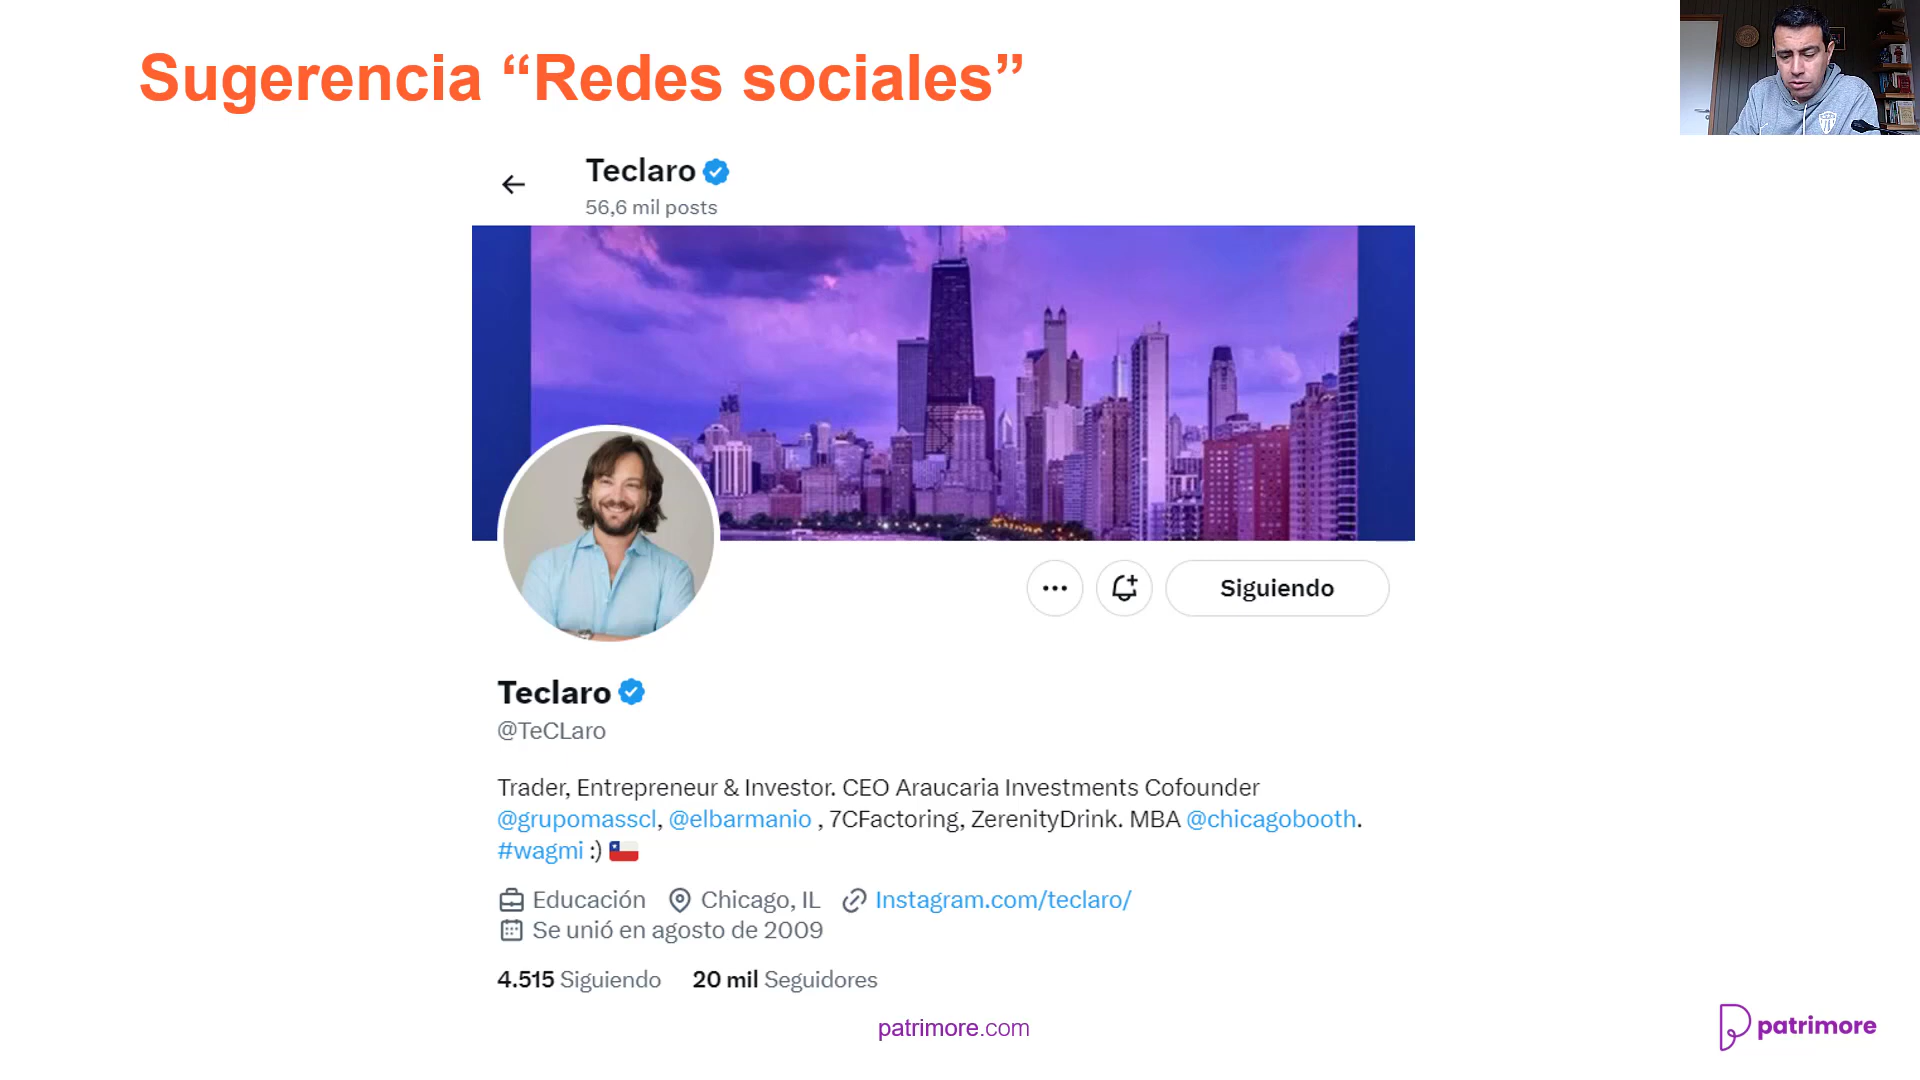 Sugerencia “Redes sociales”
Teclaro
56,6 mil posts
Siguiendo
Teclaro
@TeCLaro
Trader, Entrepreneur & Investor. CEO Araucaria Investments Cofounder
@grupomasscl, @elbarmanio , 7CFactoring, ZerenityDrink. MBA @chicagobooth.
#wagmi :) 🇨🇱
Educación Chicago, IL Instagram.com/teclaro/
Se unió en agosto de 2009
4.515 Siguiendo 20 mil Seguidores
patrimore.com
patrimore